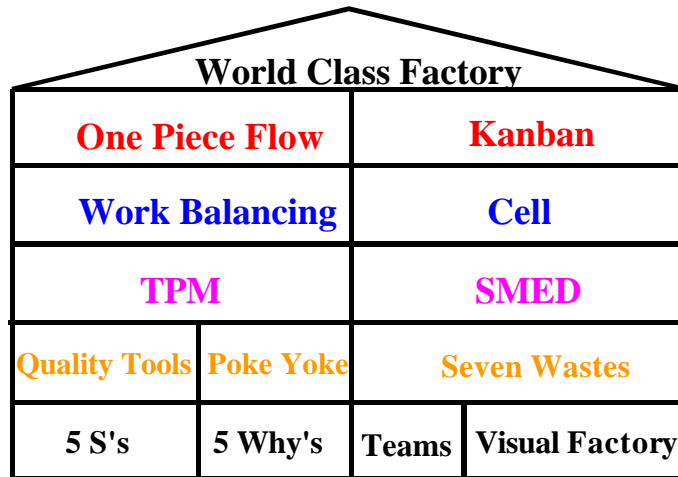 World Class Factory
One Piece Flow Kanban
Work Balancing Cell
TPM SMED
Quality Tools Poke Yoke Seven Wastes
5 S's 5 Why's Teams Visual Factory